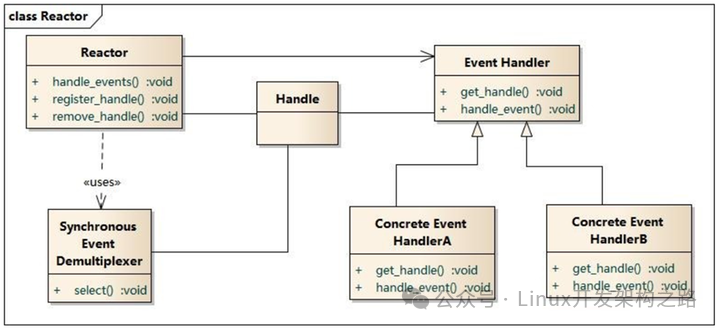 class Reactor
Reactor
+ handle_events() :void
+ register_handle() :void
+ remove_handle() :void
Handle
Event Handler
+ get_handle() :void
+ handle_event() :void
«uses»
Synchronous
Event
Demultiplexer
+ select() :void
Concrete Event
HandlerA
+ get_handle() :void
+ handle_event() :void
Concrete Event
HandlerB
+ get_handle() :void
+ handle_event() :void
公众号 · Linux开发架构之路